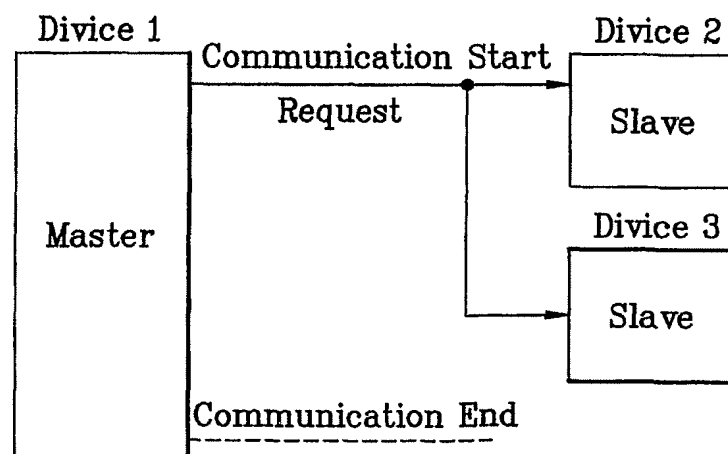 Divice 1
Communication Start
Request
Divice 2
Slave
Master
Divice 3
Slave
Communication End